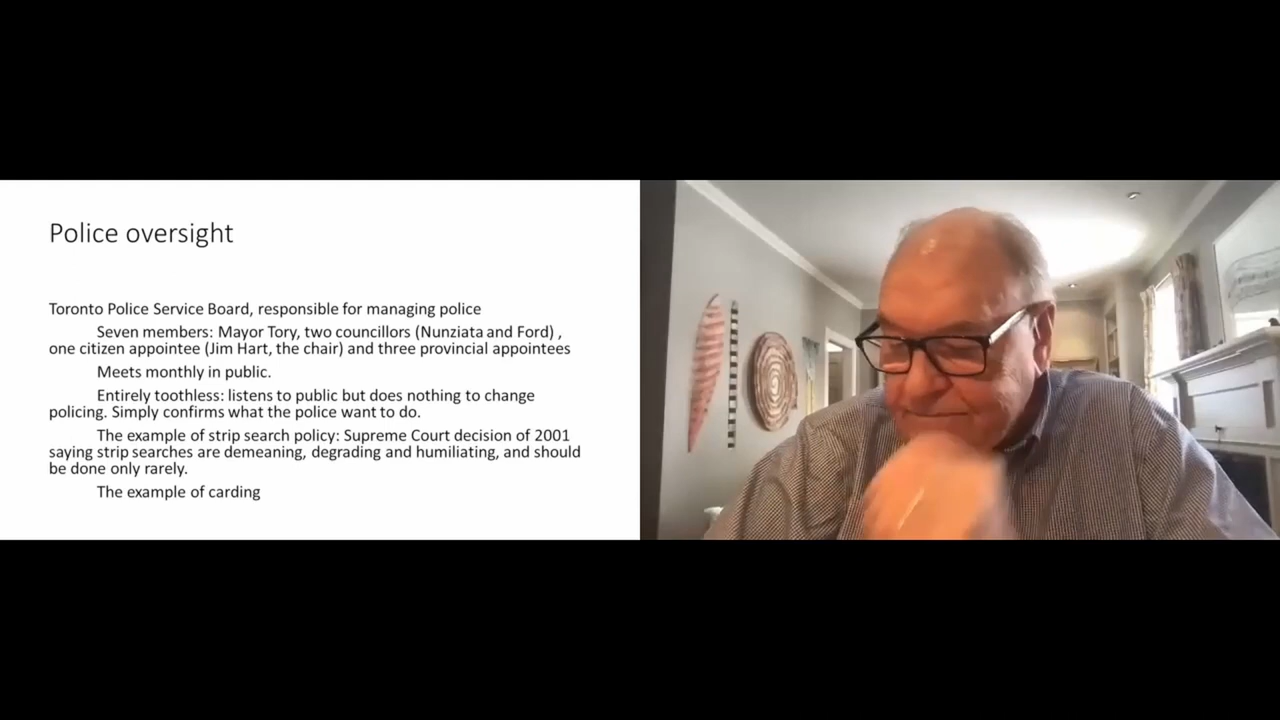 Police oversight
Toronto Police Service Board, responsible for managing police
Seven members: Mayor Tory, two councillors (Nunziata and Ford) ,
one citizen appointee (Jim Hart, the chair) and three provincial appointees
Meets monthly in public.
Entirely toothless: listens to public but does nothing to change
policing. Simply confirms what the police want to do.
The example of strip search policy: Supreme Court decision of 2001
saying strip searches are demeaning, degrading and humiliating, and should
be done only rarely.
The example of carding